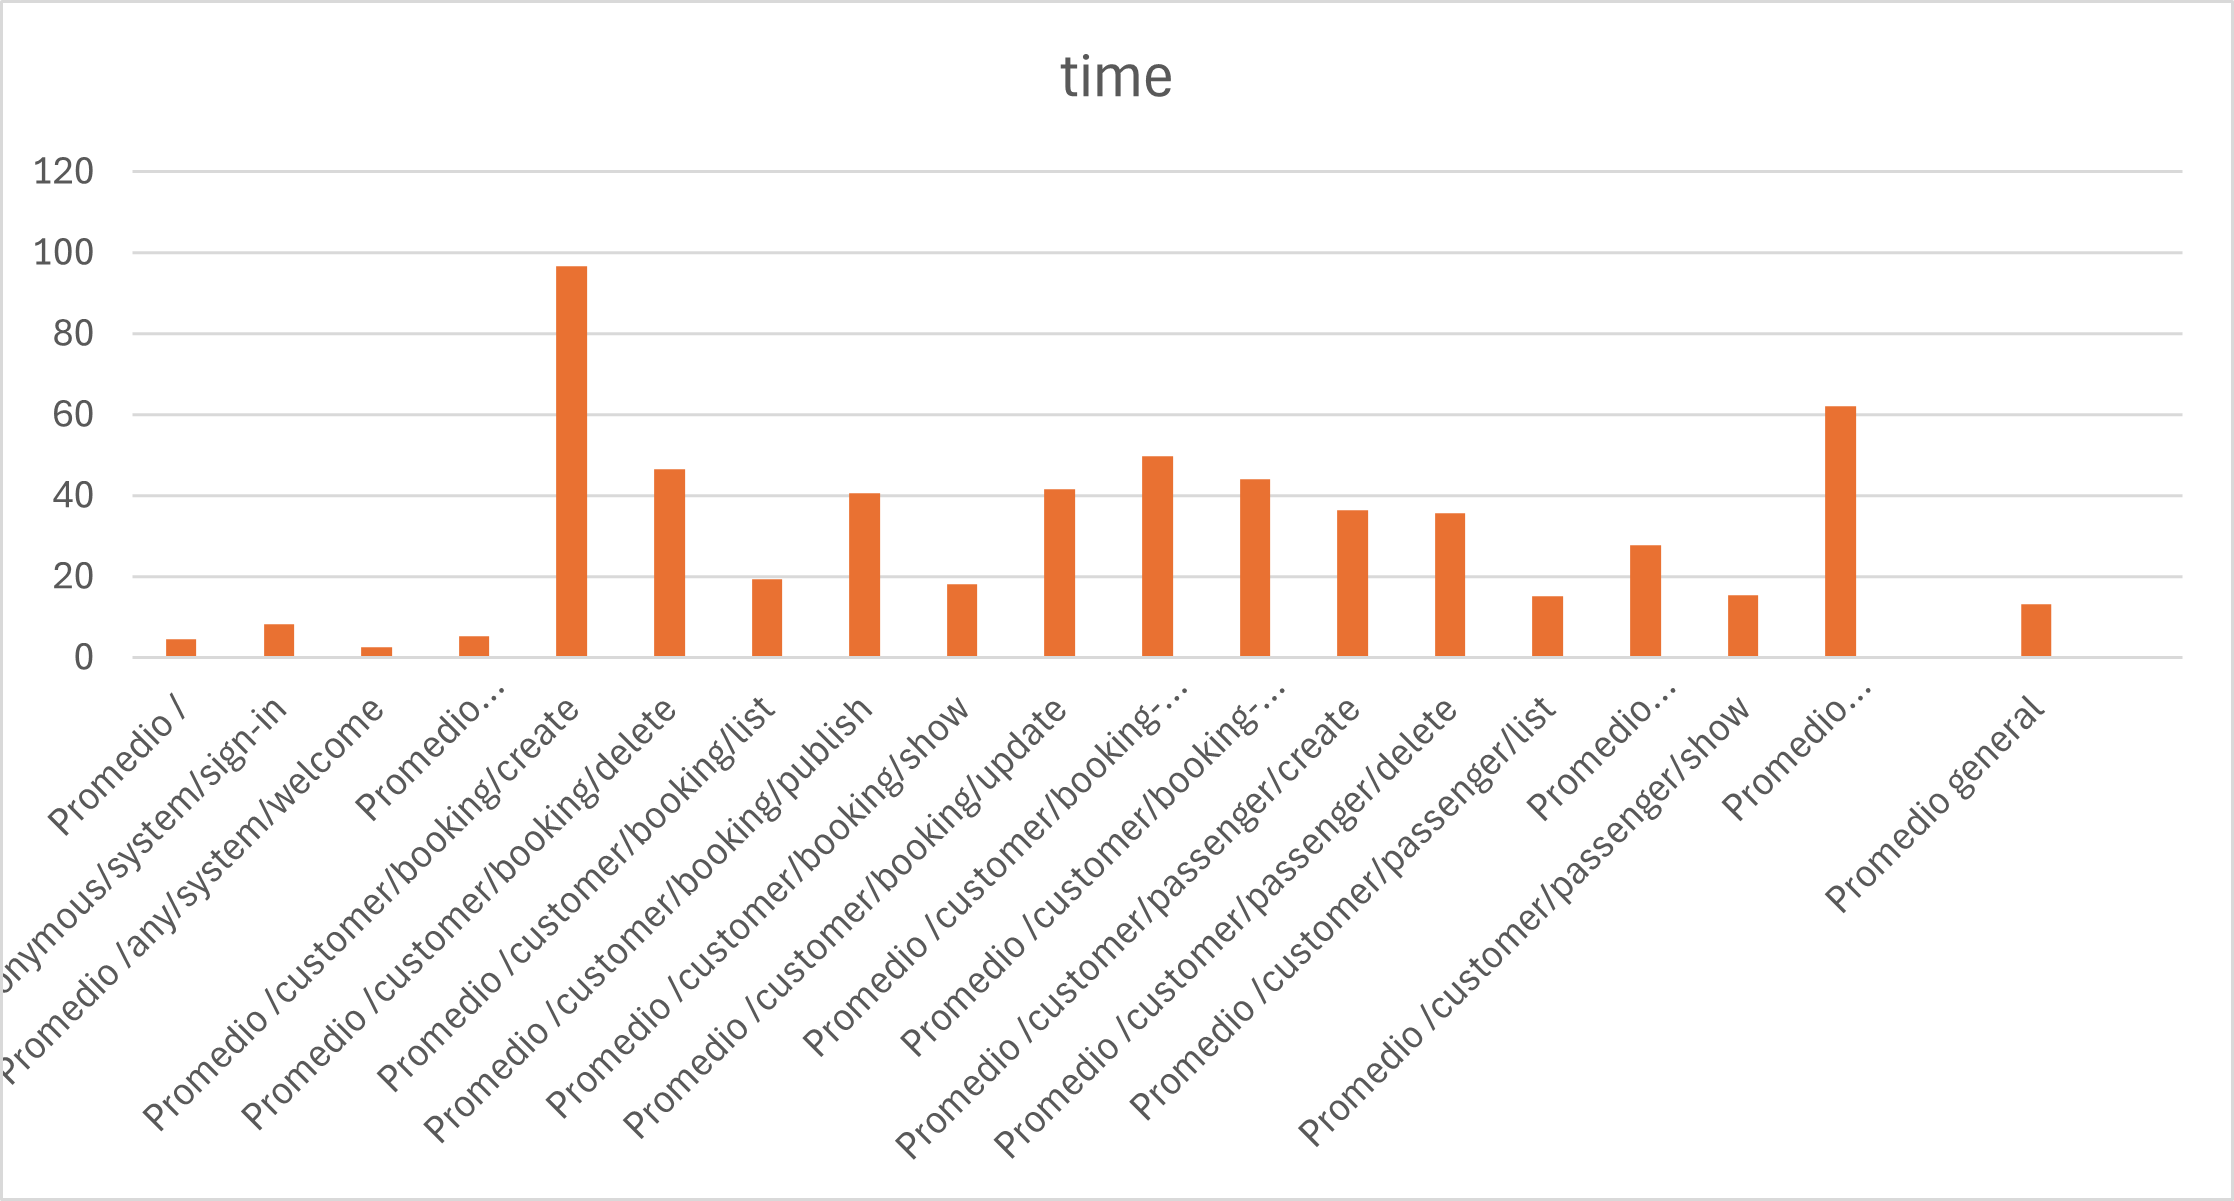 time
120
100
80
60
40
20
0
Promedio /
onymous/system/sign-in
Promedio /any/system/welcome
Promedio...
Promedio /customer/booking/create
Promedio /customer/booking/delete
Promedio /customer/booking/list
Promedio /customer/booking/publish
Promedio /customer/booking/show
Promedio /customer/booking/update
Promedio /customer/booking-...
Promedio /customer/booking-...
Promedio /customer/passenger/create
Promedio /customer/passenger/delete
Promedio /customer/passenger/list
Promedio...
Promedio /customer/passenger/show
Promedio...
Promedio general